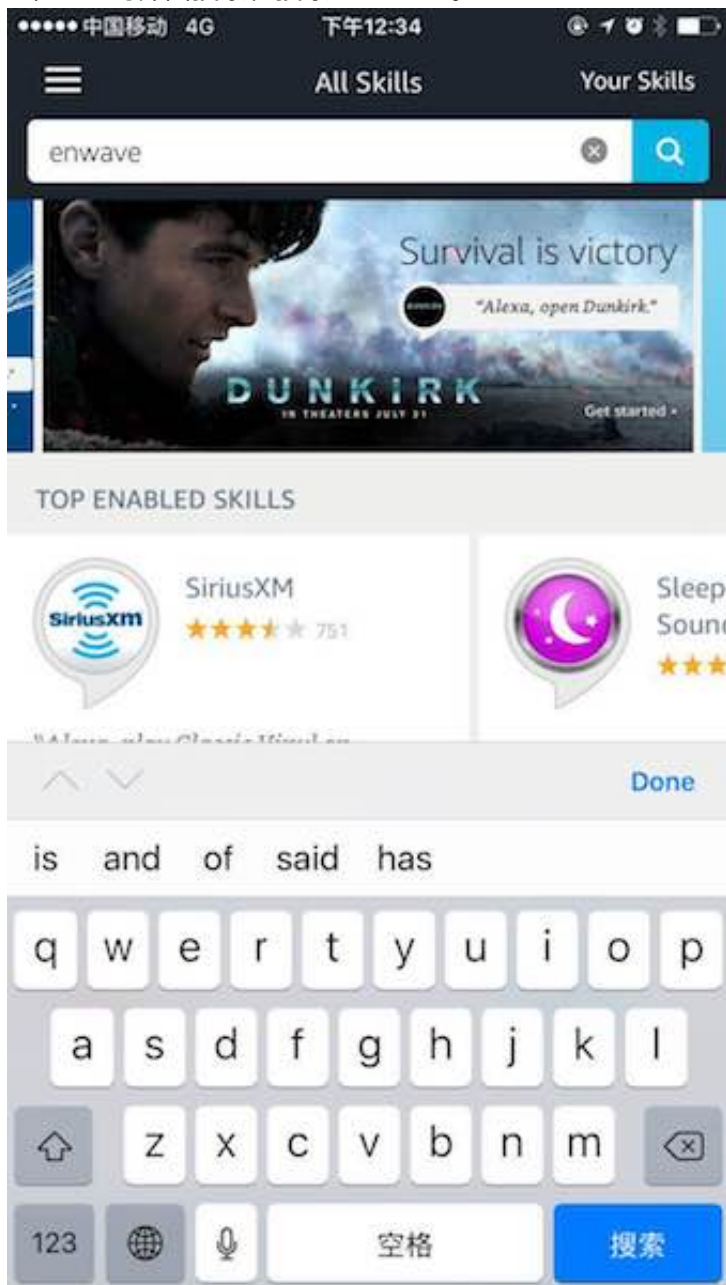 中国移动 4G 下午12:34
All Skills Your Skills
enwave
Survival is victory
"Alexa, open Dunkirk."
DUNKIRK
IN THEATERS JULY 21
Get started
TOP ENABLED SKILLS
SiriusXM
SiriusXM
751
Sleep
Soun
Done
is and of said has
q w e r t y u i o p
a s d f g h j k l
z x c v b n m
123 空格 搜索